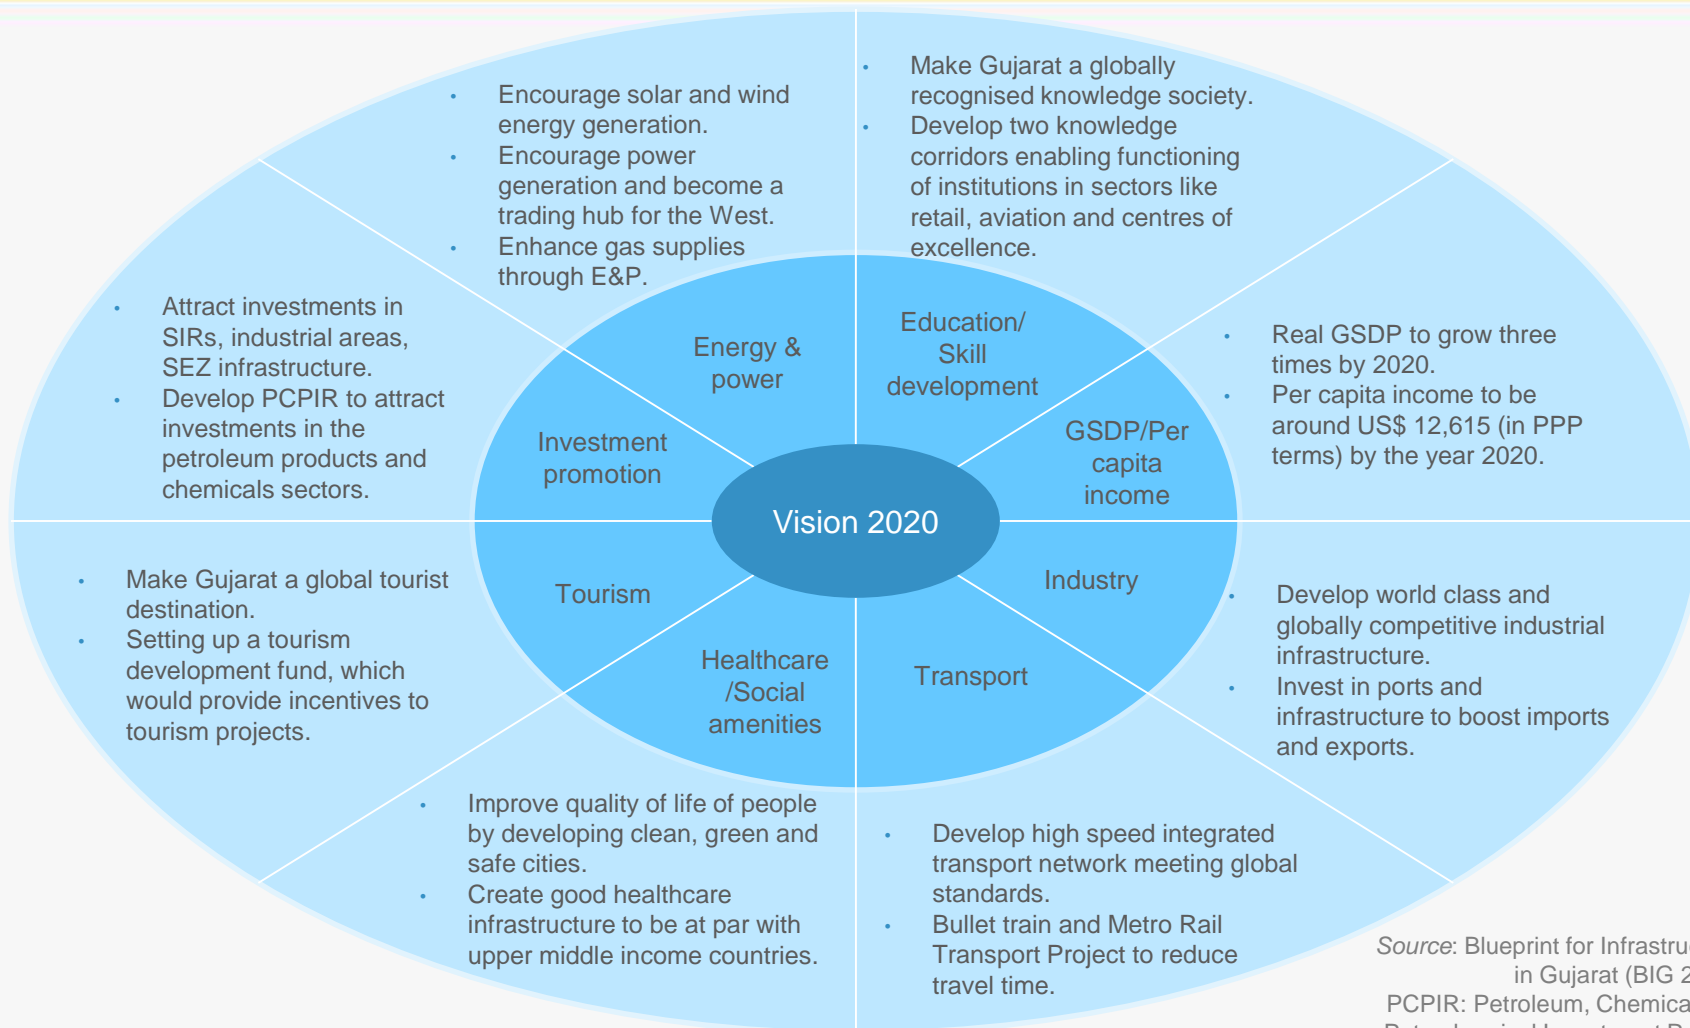 • Encourage solar and wind
energy generation.
• Encourage power
generation and become a
trading hub for the West.
• Enhance gas supplies
through E&P.
• Make Gujarat a globally
recognised knowledge society.
• Develop two knowledge
corridors enabling functioning
of institutions in sectors like
retail, aviation and centres of
excellence.
• Attract investments in
SIRs, industrial areas,
SEZ infrastructure.
• Develop PCPIR to attract
investments in the
petroleum products and
chemicals sectors.
Energy &
power
Education/
Skill
development
• Real GSDP to grow three
times by 2020.
• Per capita income to be
around US$ 12,615 (in PPP
terms) by the year 2020.
Investment
promotion
GSDP/Per
capita
income
Vision 2020
• Make Gujarat a global tourist
destination.
• Setting up a tourism
development fund, which
would provide incentives to
tourism projects.
Tourism
Industry
• Develop world class and
globally competitive industrial
infrastructure.
• Invest in ports and
infrastructure to boost imports
and exports.
Healthcare
/Social
amenities
Transport
• Improve quality of life of people
by developing clean, green and
safe cities.
• Create good healthcare
infrastructure to be at par with
upper middle income countries.
• Develop high speed integrated
transport network meeting global
standards.
• Bullet train and Metro Rail
Transport Project to reduce
travel time.
Source: Blueprint for
in Gujarat (BIG
PCPIR: Petroleum,